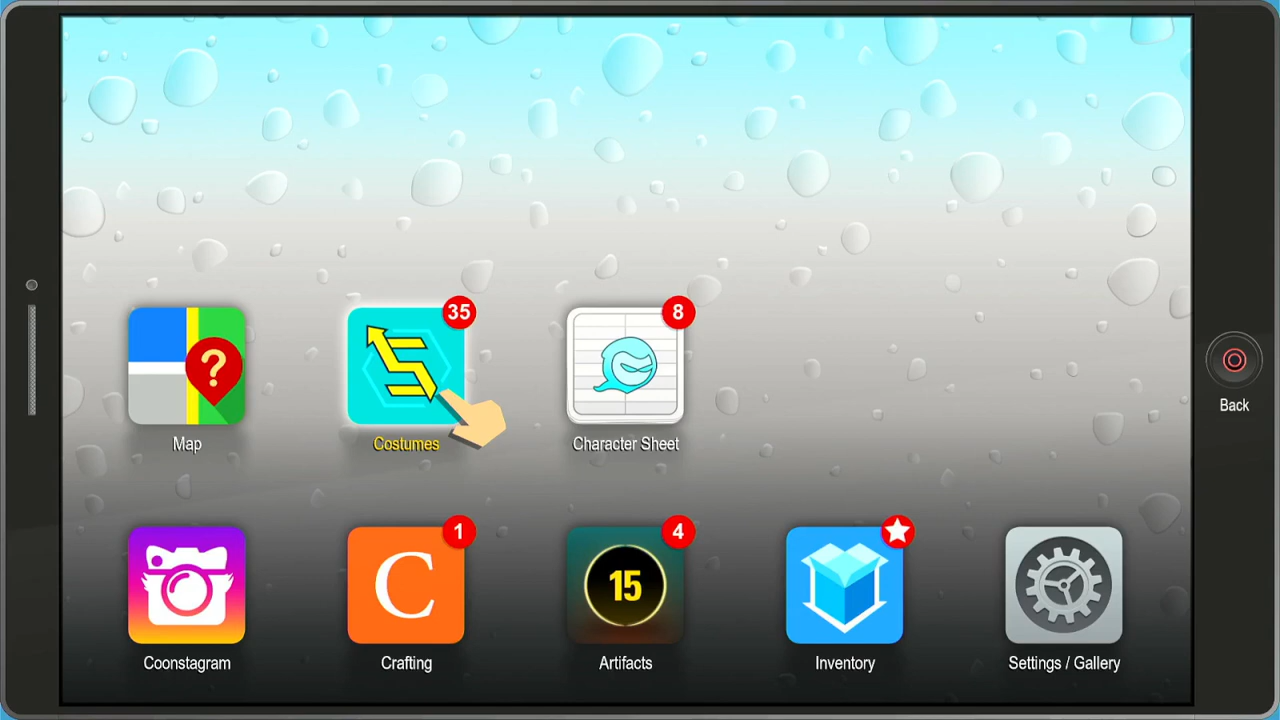 35
8
?
Map
Costumes
Character Sheet
Back
1
4
C
15
Coonstagram
Crafting
Artifacts
Inventory
Settings / Gallery